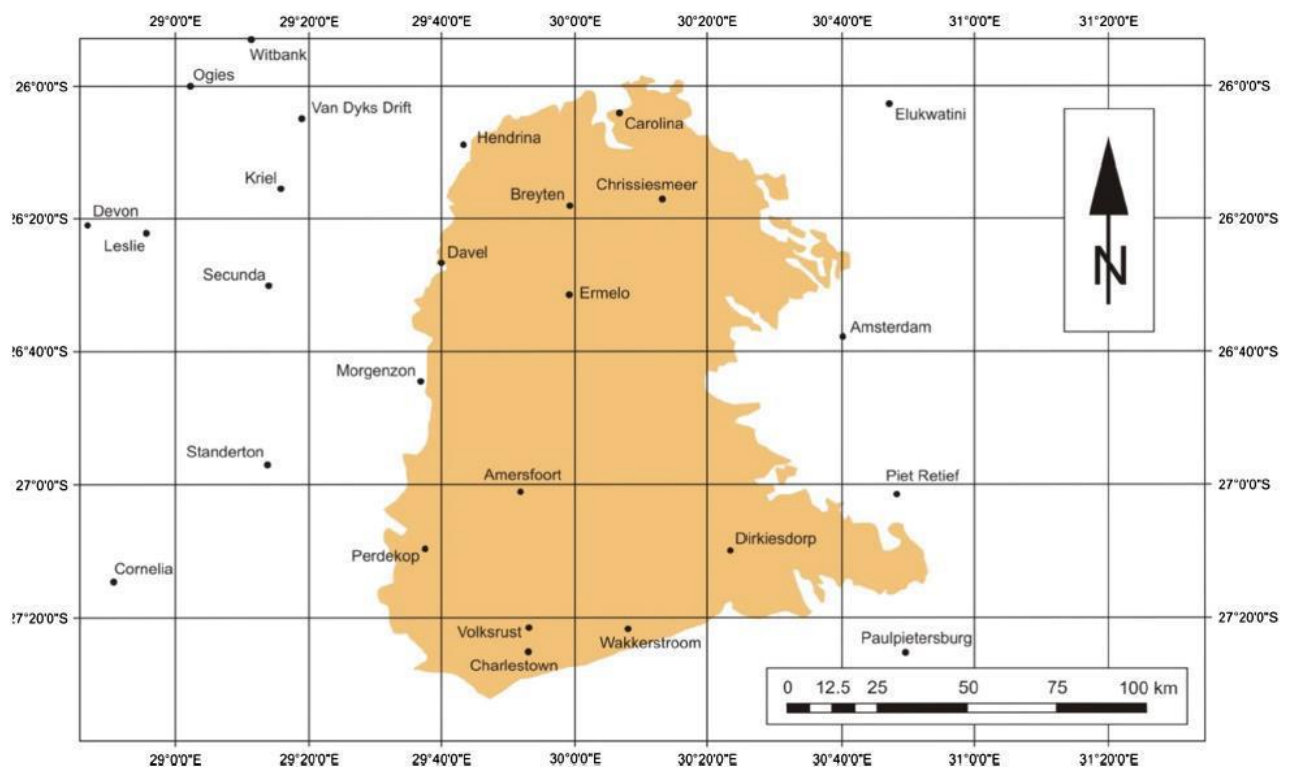 29°0'0"E 29°20'0"E 29°40'0"E 30°0'0"E 30°20'0"E 30°40'0"E 31°0'0"E 31°20'0"E
Witbank
Ogies
26°0'0"S 26°0'0"S
Van Dyks Drift
Elukwatini
Carolina
Hendrina
Kriel
Chrissiesmeer
Breyten
Devon
26°20'0"S 26°20'0"S
Leslie
Davel
Secunda
N
Ermelo
Amsterdam
26°40'0"S 26°40'0"S
Morgenzon
Standerton
Amersfoort
Piet Retief
27°0'0"S 27°0'0"S
Dirkiesdorp
Perdekop
Cornelia
27°20'0"S 27°20'0"S
Volksrust
Wakkerstroom
Paulpietersburg
Charlestown
0 12.5 25 50 75 100 km
29°0'0"E 29°20'0"E 29°40'0"E 30°0'0"E 30°20'0"E 30°40'0"E 31°0'0"E 31°20'0"E